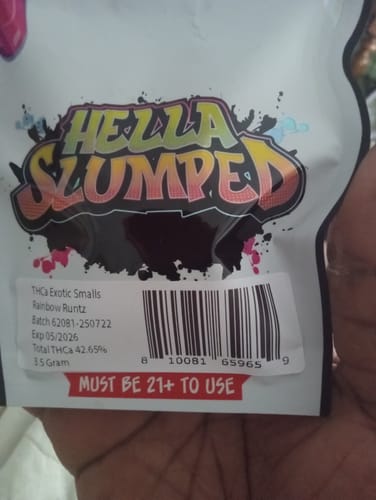 HELLA
SLUMPED
THCa Exotic Smalls
Rainbow Runtz
Batch 62081-250722
Exp 05/2026
Total THCa 42.65%
3.5 Gram
8 10081 65965 9
MUST BE 21+ TO USE